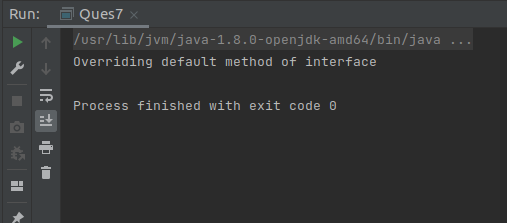 Run: Ques7
/usr/lib/jvm/java-1.8.0-openjdk-amd64/bin/java ...
Overriding default method of interface
Process finished with exit code 0